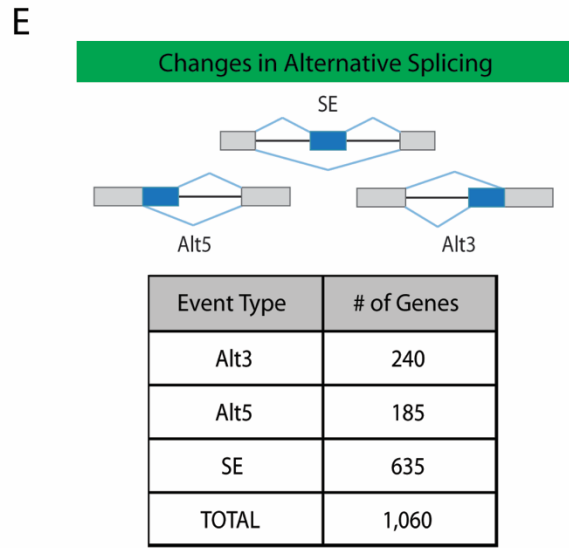 E
Changes in Alternative Splicing
SE
Alt5
Alt3
Event Type # of Genes
Alt3 240
Alt5 185
SE 635
TOTAL 1,060